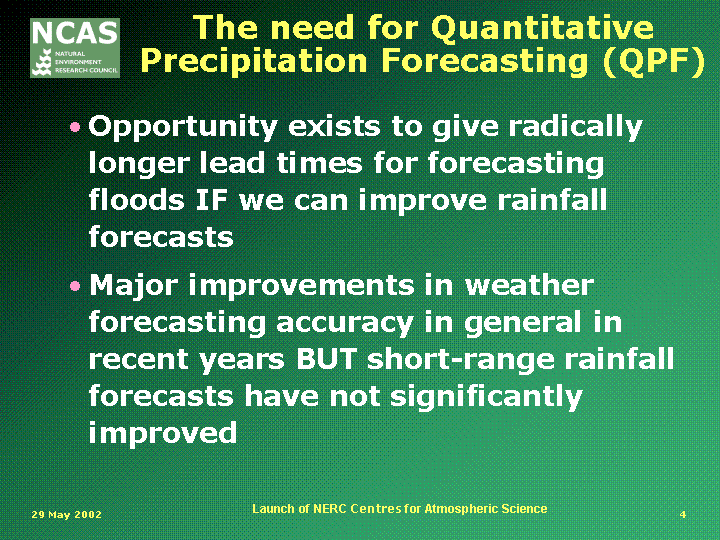 NCAS
NATURAL
ENVIRONMENT
RESEARCH COUNCIL
The need for Quantitative
Precipitation Forecasting (QPF)
• Opportunity exists to give radically
longer lead times for forecasting
floods IF we can improve rainfall
forecasts
• Major improvements in weather
forecasting accuracy in general in
recent years BUT short-range rainfall
forecasts have not significantly
improved
29 May 2002
Launch of NERC Centres for Atmospheric Science
4